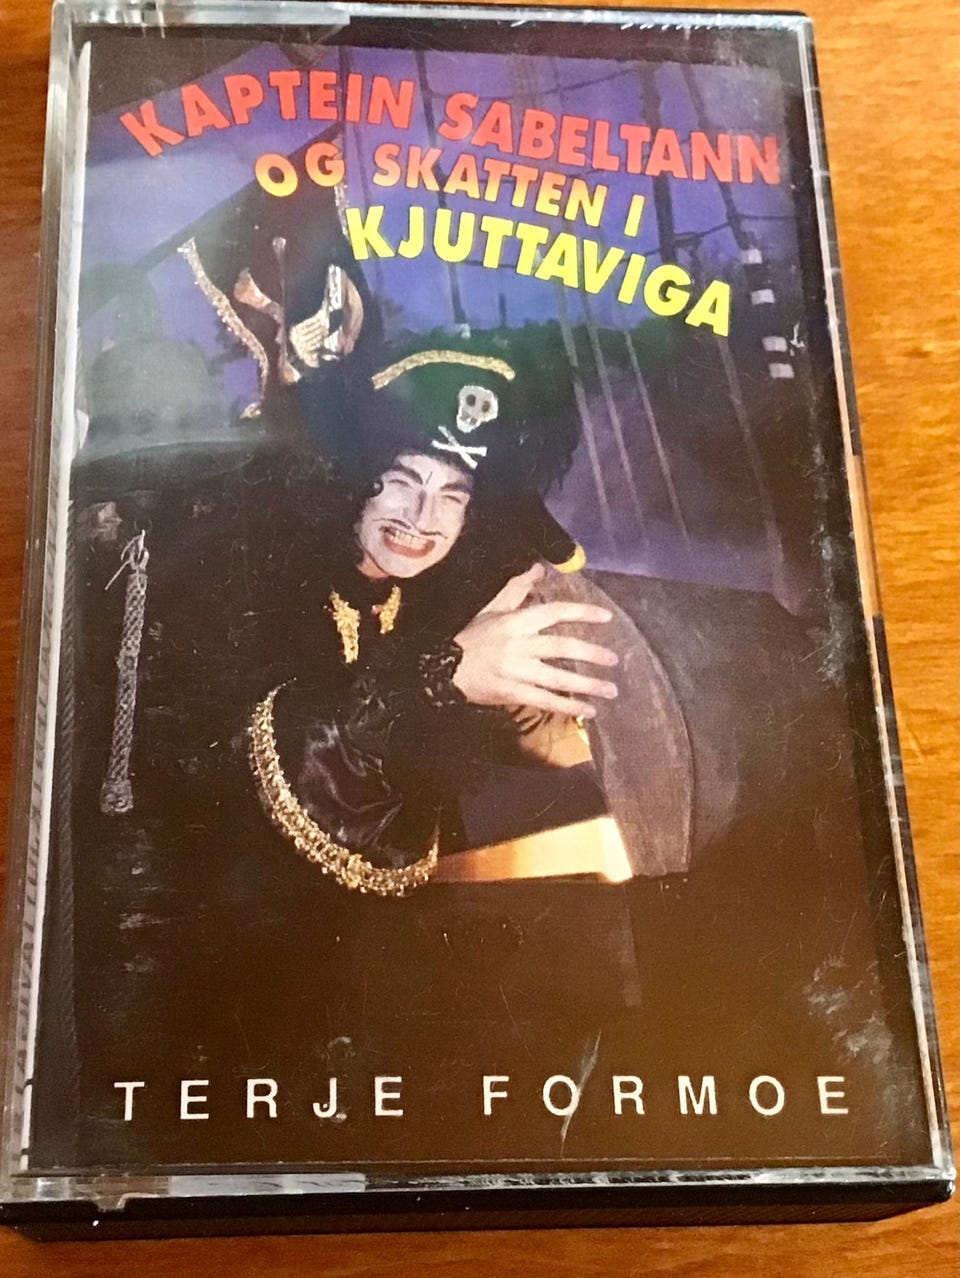 KAPTEIN SABELTANN
OG SKATTEN I
KJUTTAVIGA
TERJE FORMOE